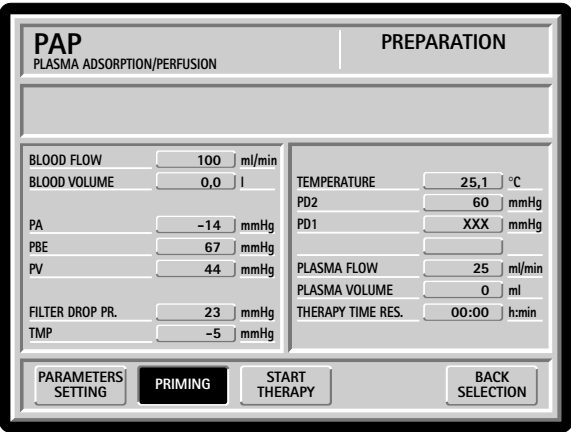 PAP
PLASMA ADSORPTION/PERFUSION
PREPARATION
BLOOD FLOW 100 ml/min
BLOOD VOLUME 0,0 l
PA –14 mmHg
PBE 67 mmHg
PV 44 mmHg
FILTER DROP PR. 23 mmHg
TMP –5 mmHg
TEMPERATURE 25,1 °C
PD2 60 mmHg
PD1 XXX mmHg
PLASMA FLOW 25 ml/min
PLASMA VOLUME 0 ml
THERAPY TIME RES. 00:00 h:min
PARAMETERS
SETTING
PRIMING
START
THERAPY
BACK
SELECTION